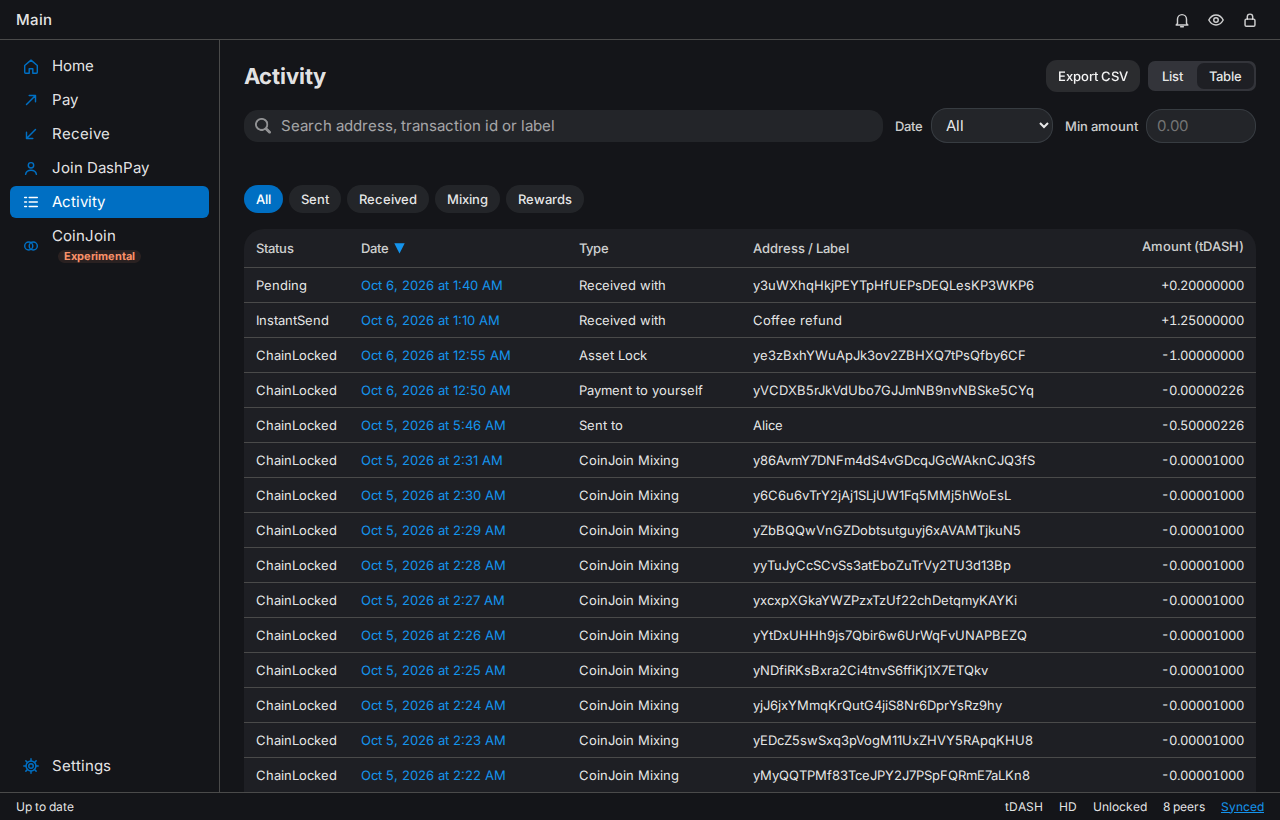 Main
Home
Pay
Receive
Join DashPay
Activity
CoinJoin
Experimental
Settings
Activity
Export CSV
List
Table
Search address, transaction id or label
Date
All
Min amount
0.00
All
Sent
Received
Mixing
Rewards
Status Date ▼ Type Address / Label Amount (tDASH)
Pending Oct 6, 2026 at 1:40 AM Received with y3uWXhqHkjPEYTpHfUEPsDEQLesKP3WKP6 +0.20000000
InstantSend Oct 6, 2026 at 1:10 AM Received with Coffee refund +1.25000000
ChainLocked Oct 6, 2026 at 12:55 AM Asset Lock ye3zBxhYWuApJk3ov2ZBHXQ7tPsQfby6CF -1.00000000
ChainLocked Oct 6, 2026 at 12:50 AM Payment to yourself yVCDXB5rJkVdUbo7GJJmNB9nvNBSke5CYq -0.00000226
ChainLocked Oct 5, 2026 at 5:46 AM Sent to Alice -0.50000226
ChainLocked Oct 5, 2026 at 2:31 AM CoinJoin Mixing y86AvmY7DNFm4dS4vGDcqJGcWAknCJQ3fS -0.00001000
ChainLocked Oct 5, 2026 at 2:30 AM CoinJoin Mixing y6C6u6vTrY2jAj1SLjUW1Fq5MMj5hWoEsL -0.00001000
ChainLocked Oct 5, 2026 at 2:29 AM CoinJoin Mixing yZbBQQwVnGZDobtsutguyj6xAVAMTjkuN5 -0.00001000
ChainLocked Oct 5, 2026 at 2:28 AM CoinJoin Mixing yyTuJyCcSCvSs3atEboZuTrVy2TU3d13Bp -0.00001000
ChainLocked Oct 5, 2026 at 2:27 AM CoinJoin Mixing yxcxpXGkaYWZPzxTzUf22chDetqmyKAYKi -0.00001000
ChainLocked Oct 5, 2026 at 2:26 AM CoinJoin Mixing yYtDxUHHh9js7Qbir6w6UrWqFvUNAPBEZQ -0.00001000
ChainLocked Oct 5, 2026 at 2:25 AM CoinJoin Mixing yNDfiRKsBxra2Ci4tnvS6ffiKj1X7ETQkv -0.00001000
ChainLocked Oct 5, 2026 at 2:24 AM CoinJoin Mixing yjJ6jxYMmqKrQutG4jiS8Nr6DprYsRz9hy -0.00001000
ChainLocked Oct 5, 2026 at 2:23 AM CoinJoin Mixing yEDcZ5swSxq3pVogM11UxZHVY5RApqKHU8 -0.00001000
ChainLocked Oct 5, 2026 at 2:22 AM CoinJoin Mixing yMyQQTPMf83TceJPY2J7PSpFQRmE7aLKn8 -0.00001000
Up to date
tDASH HD Unlocked 8 peers Synced